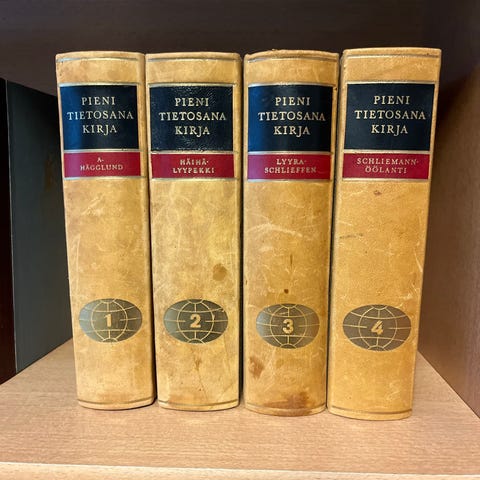 PIENI
TIETOSANA
KIRJA
A-
HÄGGLUND
1
PIENI
TIETOSANA
KIRJA
HÄIHÄ-
LYYPEKKI
2
PIENI
TIETOSANA
KIRJA
LYYRA-
SCHLIEFFEN
3
PIENI
TIETOSANA
KIRJA
SCHLIEMANN-
ÖÖLANTI
4